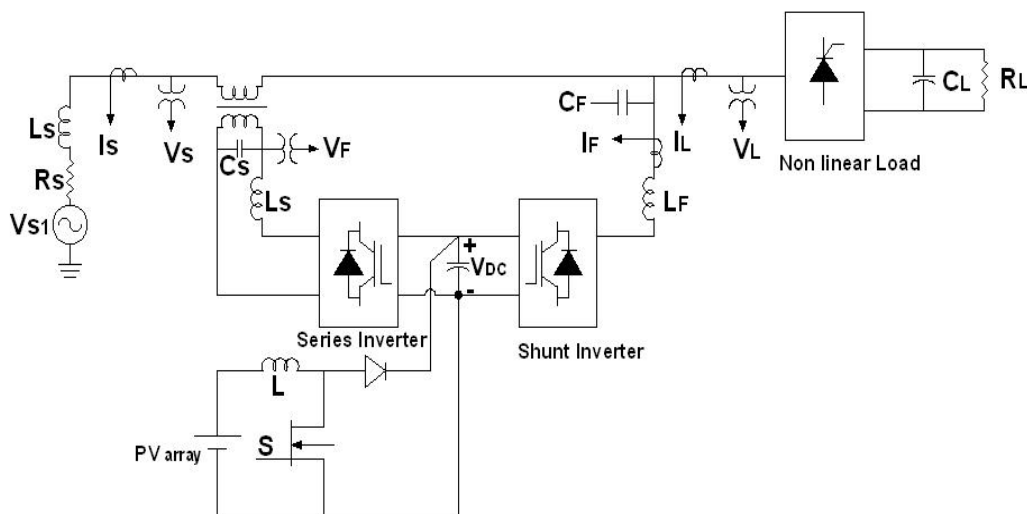 Ls
Rs
Vs1
Is
Vs
Cs
VF
Ls
CF
IF
IL
VL
LF
Non linear Load
CL
RL
+
VDC
-
Series Inverter
Shunt Inverter
L
PV array
S